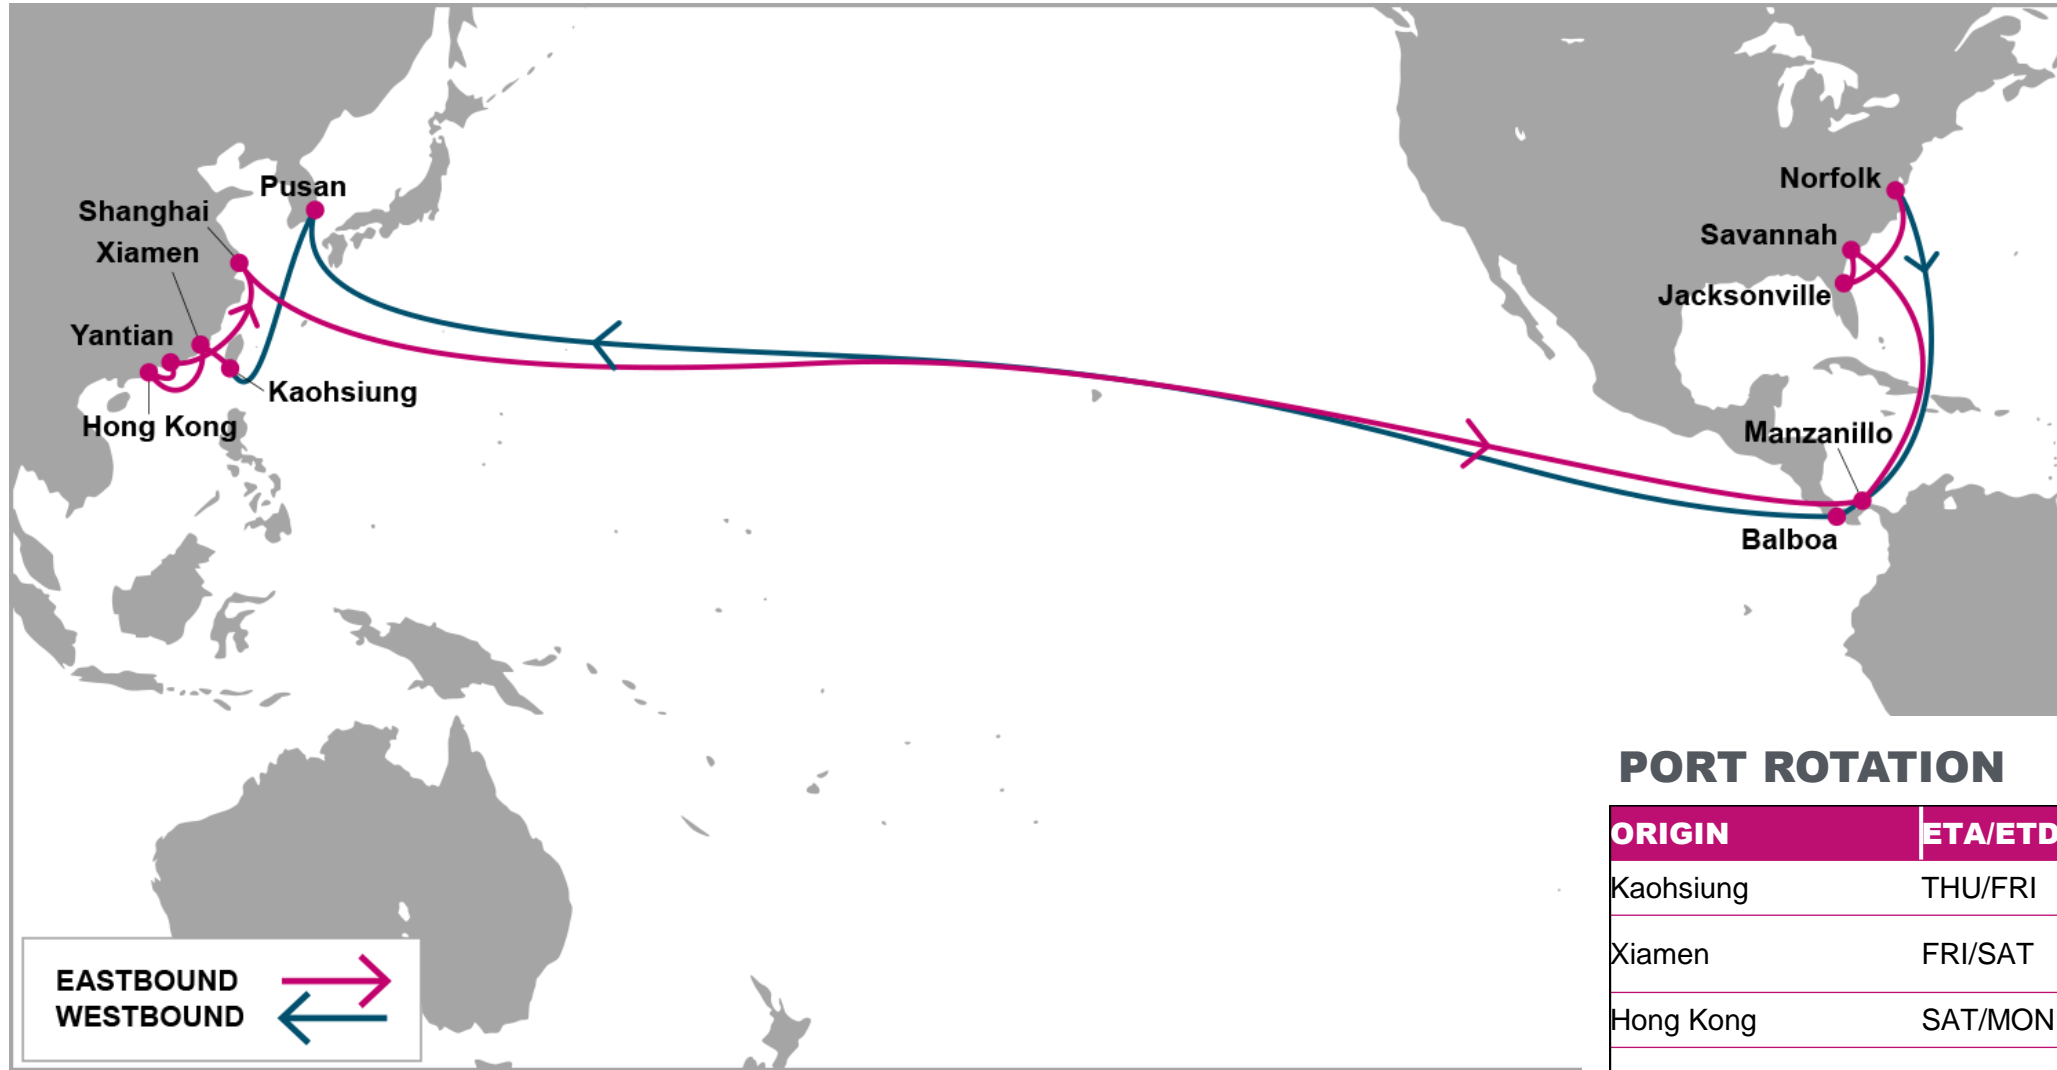 Pusan
Shanghai
Xiamen
Yantian
Kaohsiung
Hong Kong
Norfolk
Savannah
Jacksonville
Manzanillo
Balboa
EASTBOUND
WESTBOUND
PORT ROTATION
ORIGIN ETA/ETD
Kaohsiung THU/FRI
Xiamen FRI/SAT
Hong Kong SAT/MON